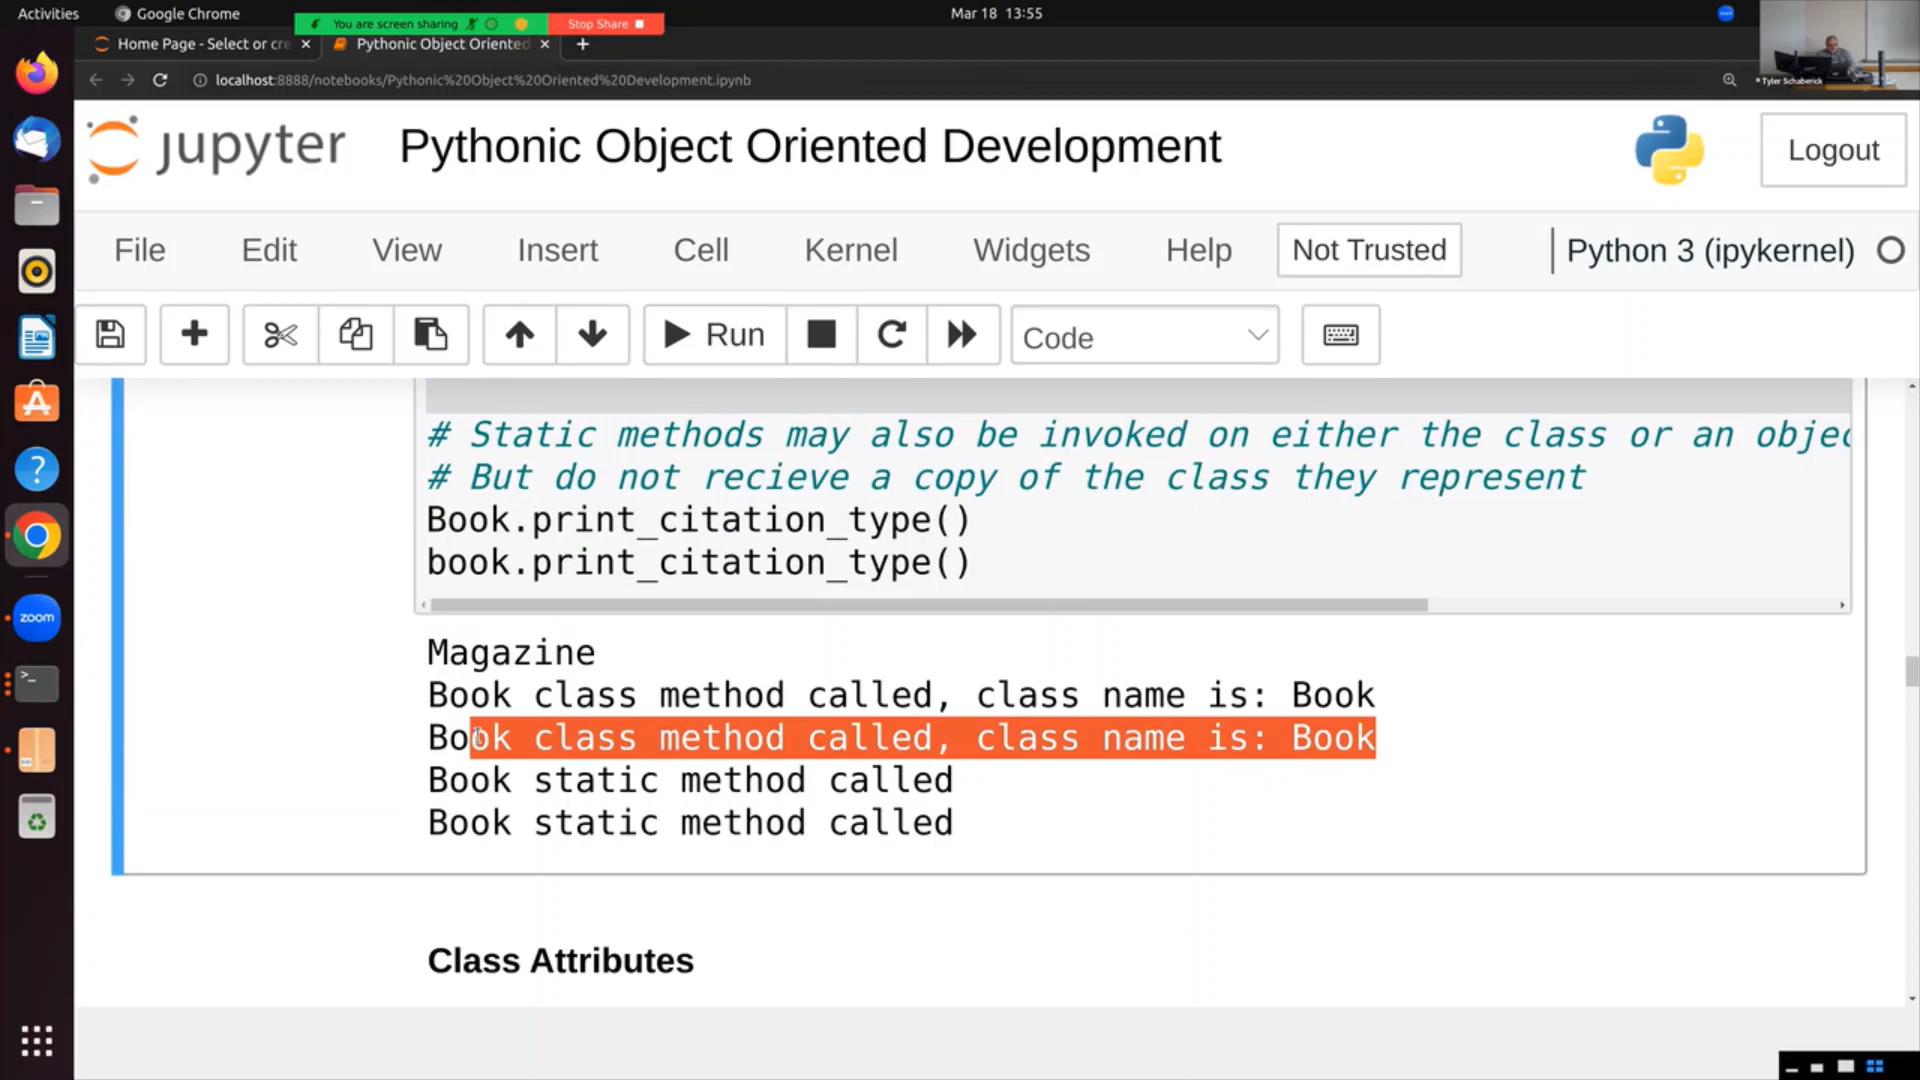 Activities
Google Chrome
You are screen sharing
Stop Share
Mar 18 13:55
Home Page - Select or cre
Pythonic Object Oriented
localhost:8888/notebooks/Pythonic%20Object%20Oriented%20Development.ipynb
Tyler Schaberick
jupyter
Pythonic Object Oriented Development
Logout
File
Edit
View
Insert
Cell
Kernel
Widgets
Help
Not Trusted
Python 3 (ipykernel)
Run
Code
# Static methods may also be invoked on either the class or an objec
# But do not recieve a copy of the class they represent
Book.print_citation_type()
book.print_citation_type()
Magazine
Book class method called, class name is: Book
Book class method called, class name is: Book
Book static method called
Book static method called
Class Attributes
zoom